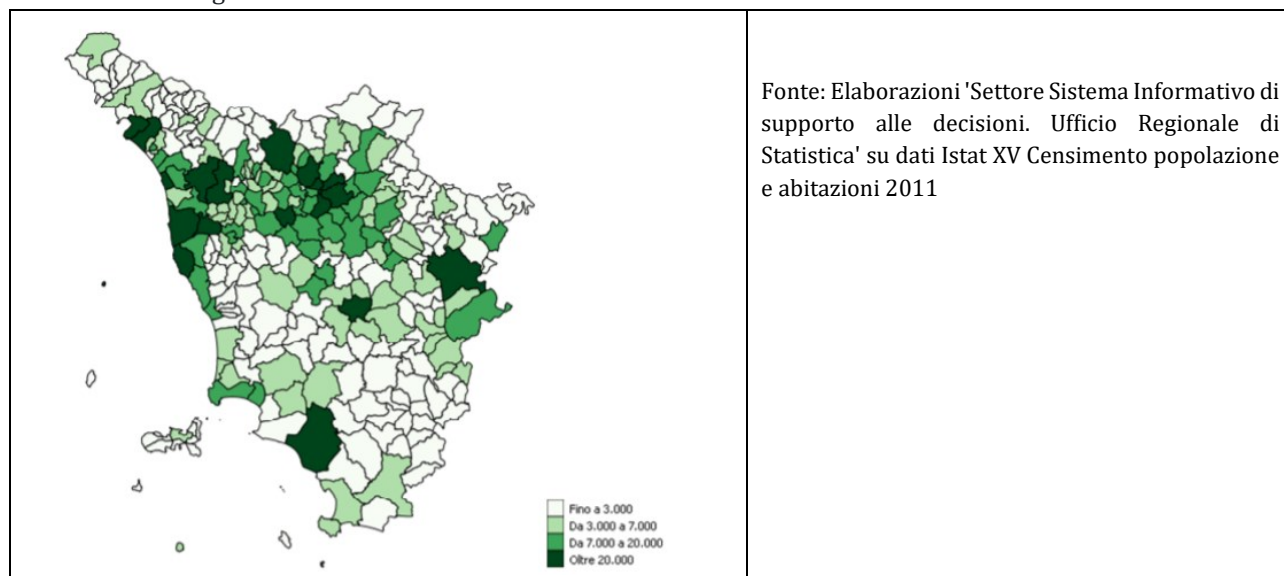 Fonte: Elaborazioni 'Settore Sistema Informativo di
supporto alle decisioni. Ufficio Regionale di
Statistica' su dati Istat XV Censimento popolazione
e abitazioni 2011
Fino a 3.000
Da 3.000 a 7.000
Da 7.000 a 20.000
Oltre 20.000